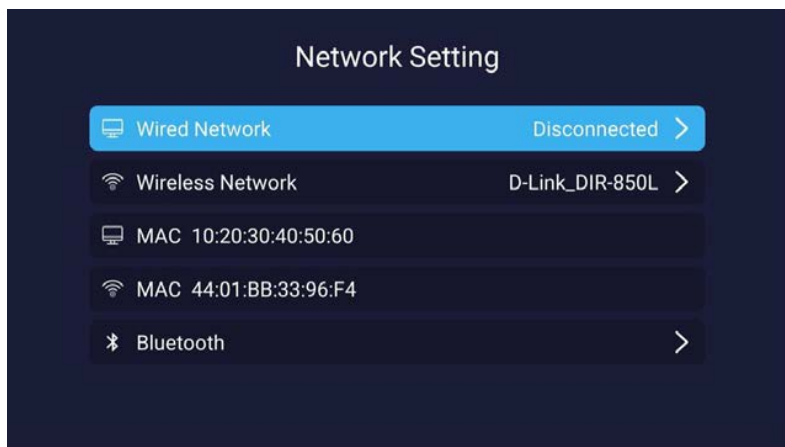 Network Setting
Wired Network Disconnected
Wireless Network D-Link_DIR-850L
MAC 10:20:30:40:50:60
MAC 44:01:BB:33:96:F4
Bluetooth